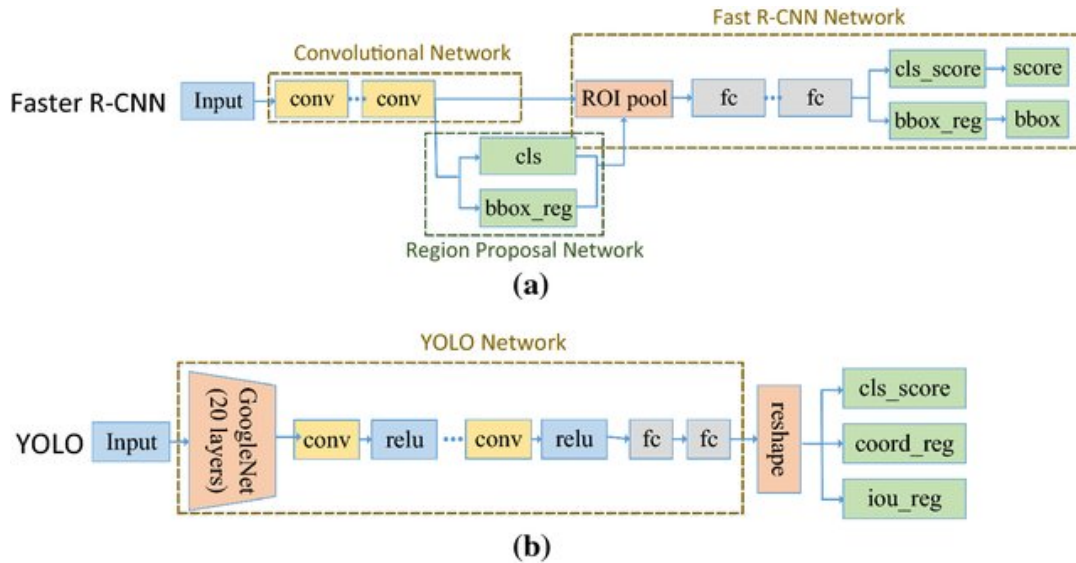 Fast R-CNN Network
Convolutional Network
Faster R-CNN
Input
conv
conv
ROI pool
fc
fc
cls_score
score
bbox_reg
bbox
cls
bbox_reg
Region Proposal Network
(a)
YOLO Network
YOLO
Input
GoogleNet
(20 layers)
conv
relu
conv
relu
fc
fc
reshape
cls_score
coord_reg
iou_reg
(b)